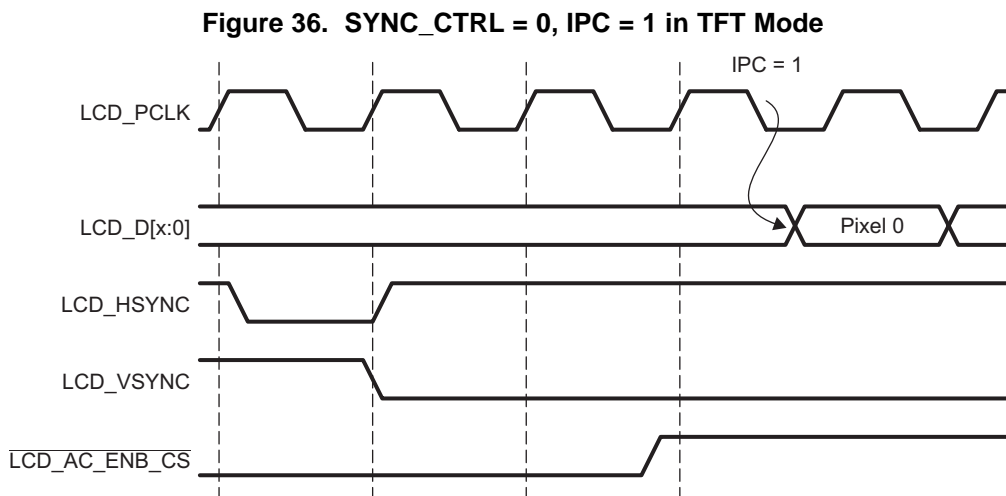 Figure 36. SYNC_CTRL = 0, IPC = 1 in TFT Mode
IPC = 1
LCD_PCLK
LCD_D[x:0]
Pixel 0
LCD_HSYNC
LCD_VSYNC
LCD_AC_ENB_CS